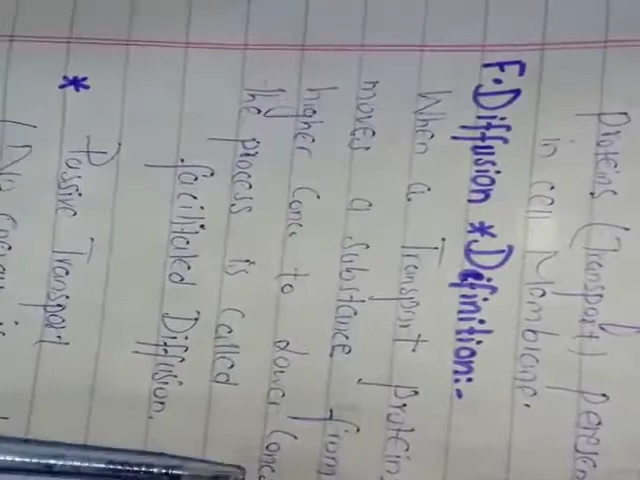 Proteins (Transport)
in cell Membrane.
F.Diffusion *Definition:-
When a Transport protein
moves a substance from
higher Conc to lower Conc
the process is called
facilitated Diffusion.
* Passive Transport
(No